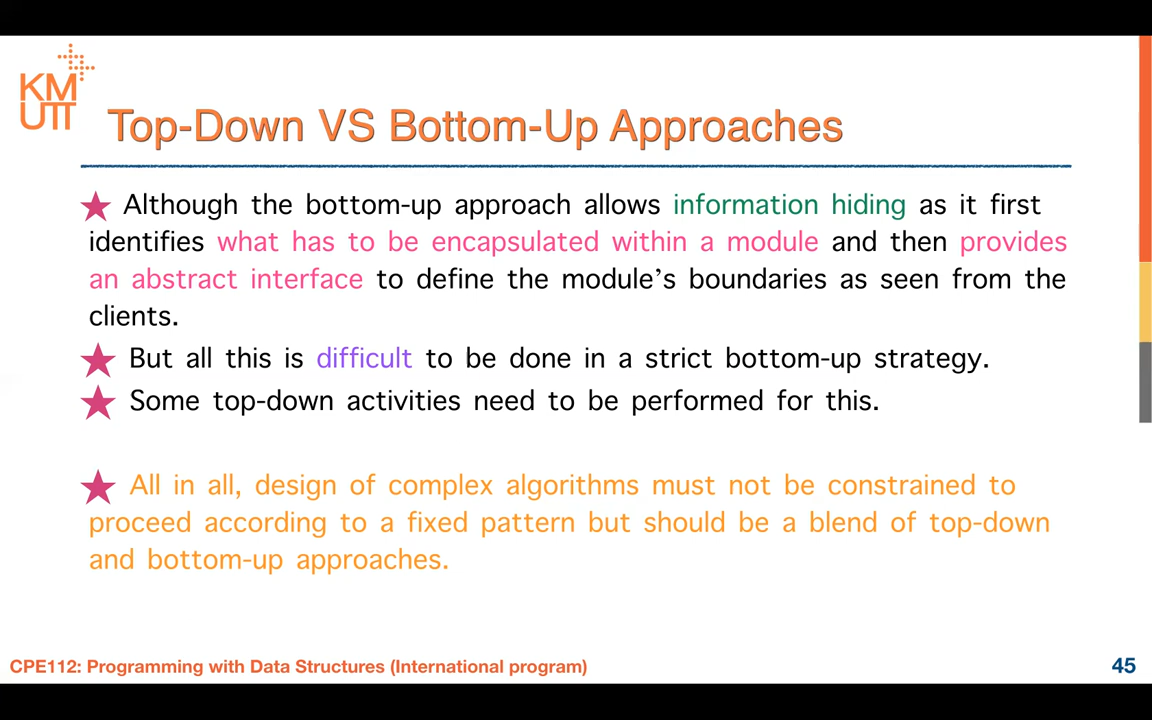 KM
UTT
Top-Down VS Bottom-Up Approaches
Although the bottom-up approach allows information hiding as it first
identifies what has to be encapsulated within a module and then provides
an abstract interface to define the module's boundaries as seen from the
clients.
But all this is difficult to be done in a strict bottom-up strategy.
Some top-down activities need to be performed for this.
All in all, design of complex algorithms must not be constrained to
proceed according to a fixed pattern but should be a blend of top-down
and bottom-up approaches.
CPE112: Programming with Data Structures (International program)
45